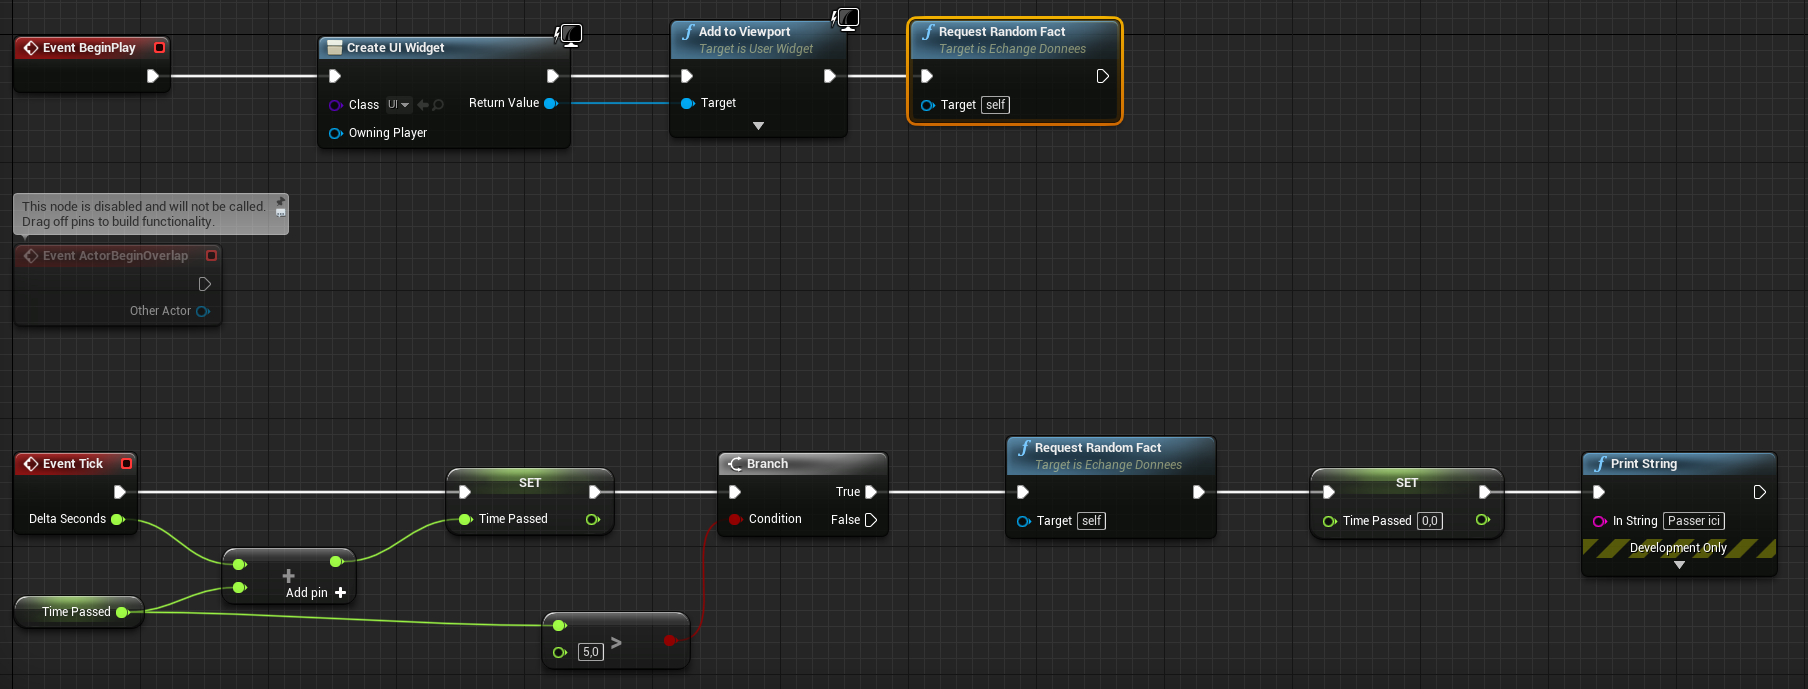 Event BeginPlay
Create UI Widget
Class
UI
Return Value
Owning Player
Add to Viewport
Target is User Widget
Target
Request Random Fact
Target is Echange Donnees
Target
self
This node is disabled and will not be called.
Drag off pins to build functionality.
Event ActorBeginOverlap
Other Actor
Event Tick
Delta Seconds
Time Passed
+
Add pin +
SET
Time Passed
5,0
>
Branch
True
Condition
False
Request Random Fact
Target is Echange Donnees
Target
self
SET
Time Passed
0,0
Print String
In String
Passer ici
Development Only